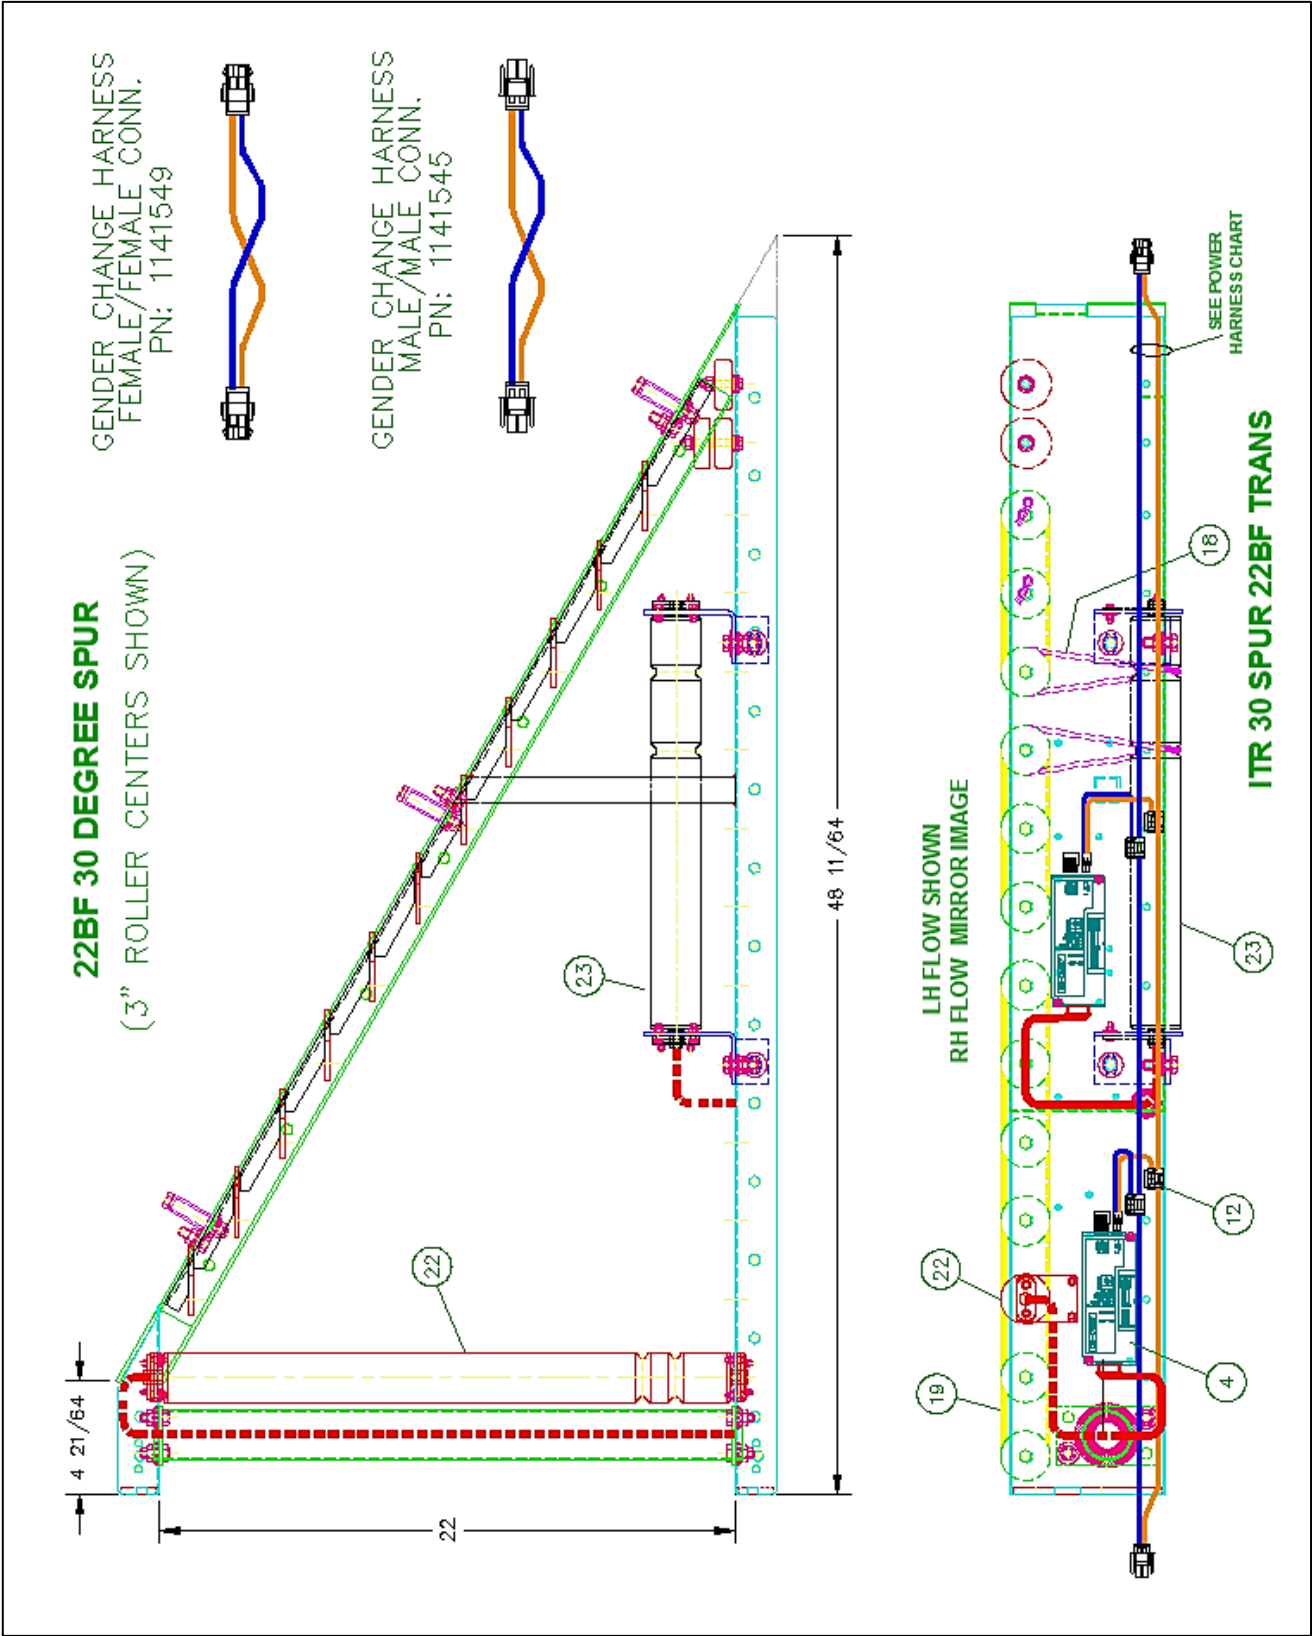 22BF 30 DEGREE SPUR
(3" ROLLER CENTERS SHOWN)
GENDER CHANGE HARNESS
FEMALE/FEMALE CONN.
PN: 1141549
GENDER CHANGE HARNESS
MALE/MALE CONN.
PN: 1141545
4 21/64
22
22
23
48 11/64
LH FLOW SHOWN
RH FLOW MIRROR IMAGE
SEE POWER
HARNESS CHART
19
22
4
12
23
18
ITR 30 SPUR 22BF TRANS